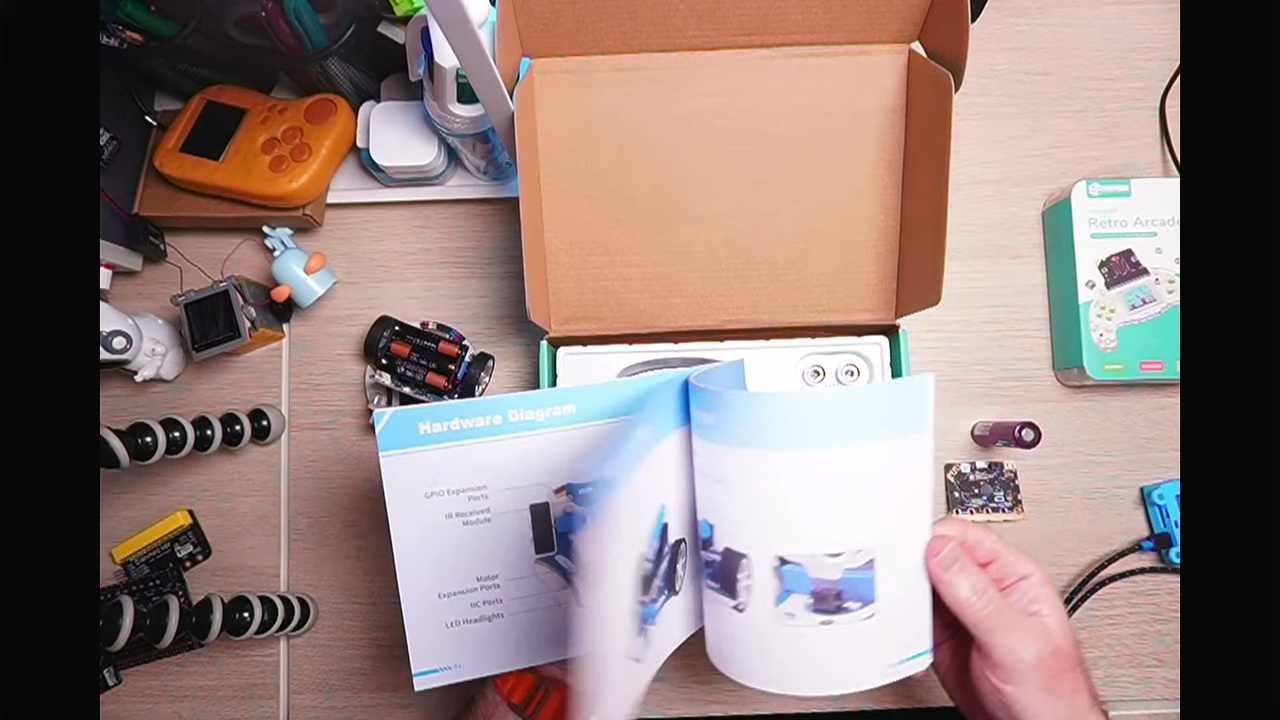 Retro Arcade
Hardware Diagram
GPIO Expansion
Ports
IR Received
Module
Motor
Expansion Ports
IIC Ports
LED Headlights